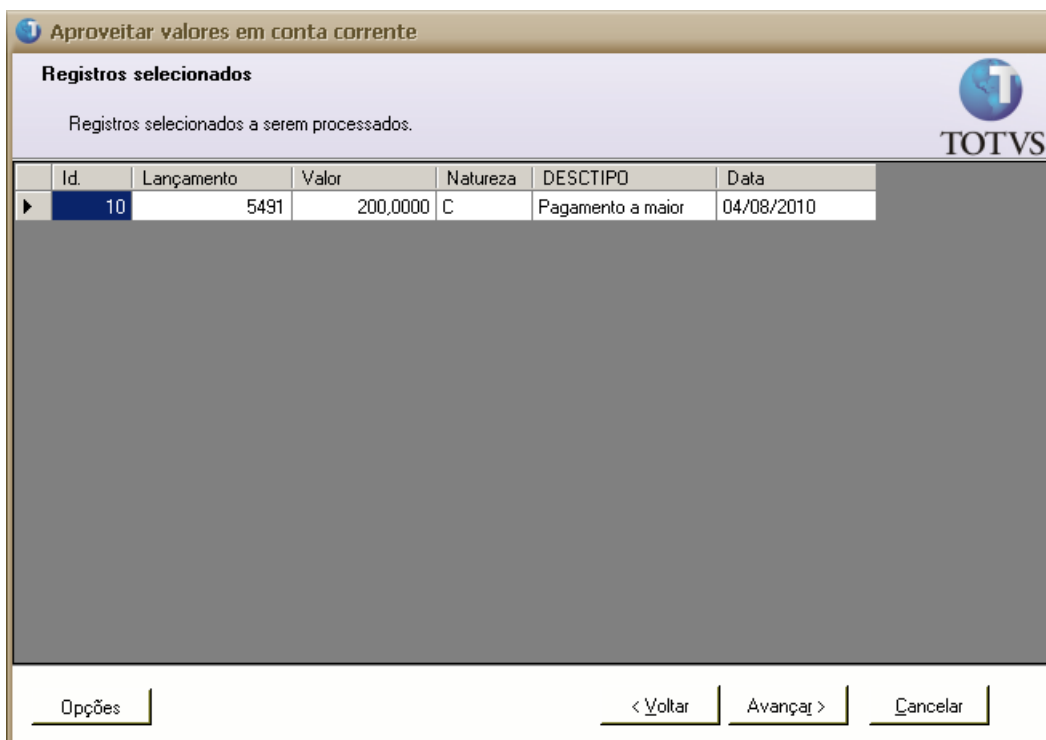 Aproveitar valores em conta corrente
Registros selecionados
Registros selecionados a serem processados.
TOTVS
Id. Lançamento Valor Natureza DESCTIPO Data
10 5491 200,0000 C Pagamento a maior 04/08/2010
Opções < Voltar Avançar > Cancelar